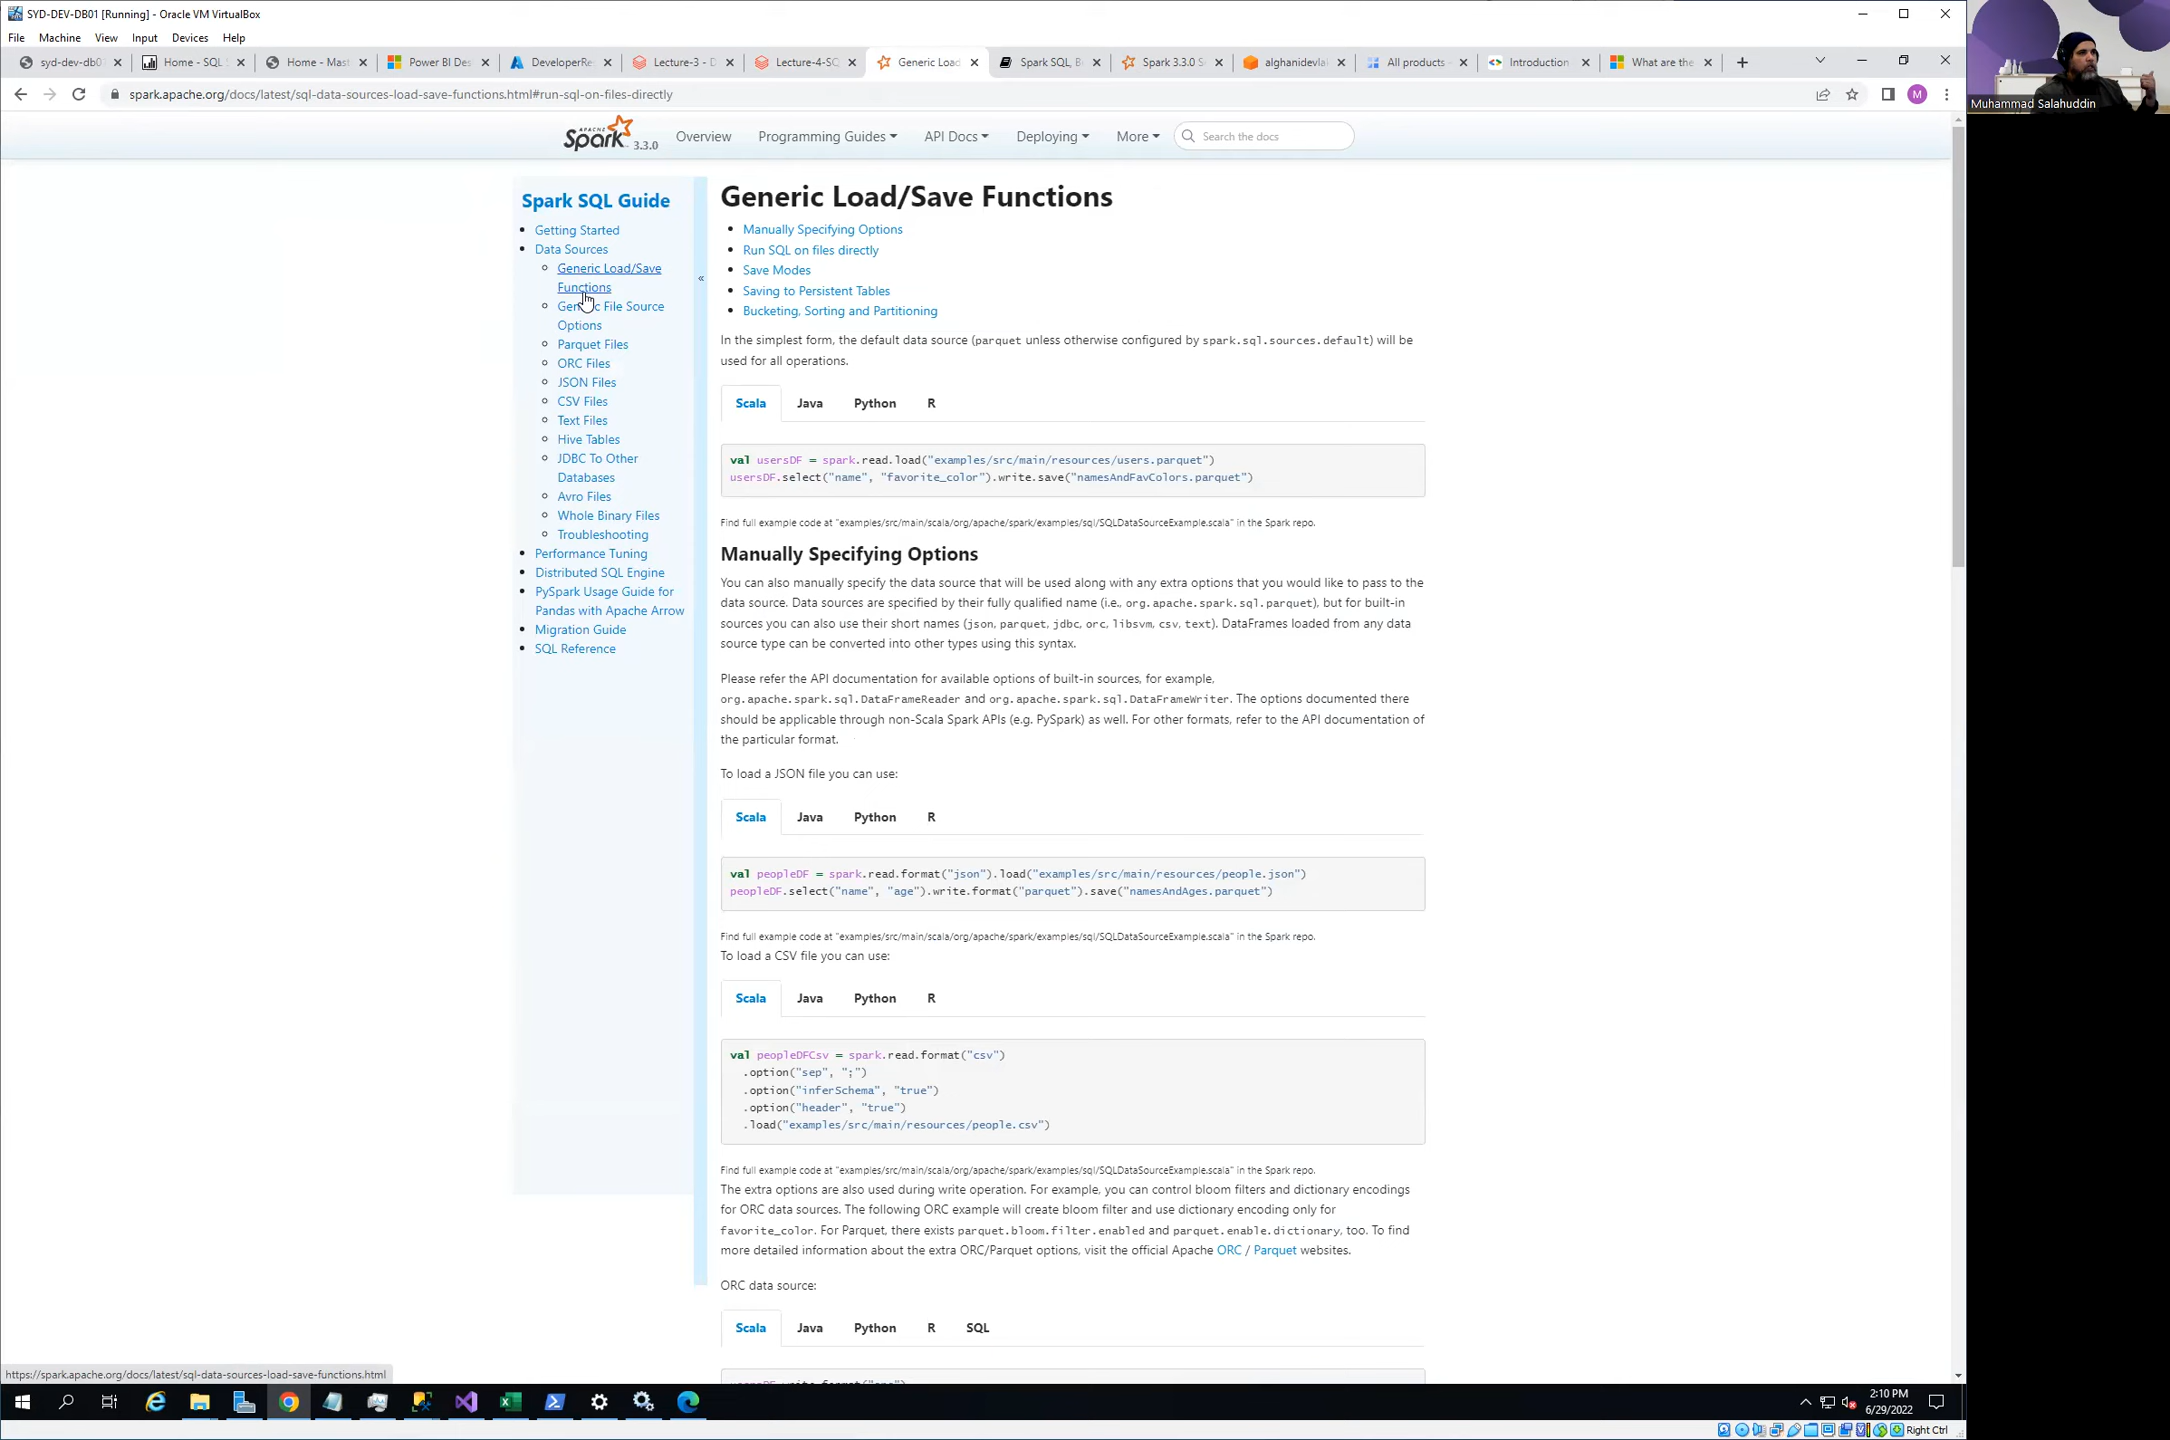 SYD-DEV-DB01 [Running] - Oracle VM VirtualBox
File Machine View Input Devices Help
syd-dev-db0
Home - SQL
Home - Mast
Power BI Des
DeveloperRe
Lecture-3 - D
Lecture-4-SC
Generic Load
Spark SQL, B
Spark 3.3.0 S
alghanidevla
All products -
Introduction
What are the
spark.apache.org/docs/latest/sql-data-sources-load-save-functions.html#run-sql-on-files-directly
M
Muhammad Salahuddin
APACHE Spark 3.3.0
Overview Programming Guides API Docs Deploying More Search the docs
Spark SQL Guide
Getting Started
Data Sources
Generic Load/Save
Functions
File Source
Options
Parquet Files
ORC Files
JSON Files
CSV Files
Text Files
Hive Tables
JDBC To Other
Databases
Avro Files
Whole Binary Files
Troubleshooting
Performance Tuning
Distributed SQL Engine
PySpark Usage Guide for
Pandas with Apache Arrow
Migration Guide
SQL Reference
«
Generic Load/Save Functions
Manually Specifying Options
Run SQL on files directly
Save Modes
Saving to Persistent Tables
Bucketing, Sorting and Partitioning
In the simplest form, the default data source (parquet unless otherwise configured by spark.sql.sources.default) will be
used for all operations.
Scala Java Python R
val usersDF = spark.read.load("examples/src/main/resources/users.parquet")
usersDF.select("name", "favorite_color").write.save("namesAndFavColors.parquet")
Find full example code at "examples/src/main/scala/org/apache/spark/examples/sql/SQLDataSourceExample.scala" in the Spark repo.
Manually Specifying Options
You can also manually specify the data source that will be used along with any extra options that you would like to pass to the
data source. Data sources are specified by their fully qualified name (i.e., org.apache.spark.sql.parquet), but for built-in
sources you can also use their short names (json, parquet, jdbc, orc, libsvm, csv, text). DataFrames loaded from any data
source type can be converted into other types using this syntax.
Please refer the API documentation for available options of built-in sources, for example,
org.apache.spark.sql.DataFrameReader and org.apache.spark.sql.DataFrameWriter. The options documented there
should be applicable through non-Scala Spark APIs (e.g. PySpark) as well. For other formats, refer to the API documentation of
the particular format.
To load a JSON file you can use:
Scala Java Python R
val peopleDF = spark.read.format("json").load("examples/src/main/resources/people.json")
peopleDF.select("name", "age").write.format("parquet").save("namesAndAges.parquet")
Find full example code at "examples/src/main/scala/org/apache/spark/examples/sql/SQLDataSourceExample.scala" in the Spark repo.
To load a CSV file you can use:
Scala Java Python R
val peopleDFCsv = spark.read.format("csv")
.option("sep", ";")
.option("inferSchema", "true")
.option("header", "true")
.load("examples/src/main/resources/people.csv")
Find full example code at "examples/src/main/scala/org/apache/spark/examples/sql/SQLDataSourceExample.scala" in the Spark repo.
The extra options are also used during write operation. For example, you can control bloom filters and dictionary encodings
for ORC data sources. The following ORC example will create bloom filter and use dictionary encoding only for
favorite_color. For Parquet, there exists parquet.bloom.filter.enabled and parquet.enable.dictionary, too. To find
more detailed information about the extra ORC/Parquet options, visit the official Apache ORC / Parquet websites.
ORC data source:
Scala Java Python R SQL
https://spark.apache.org/docs/latest/sql-data-sources-load-save-functions.html
2:10 PM
6/29/2022
Right Ctrl